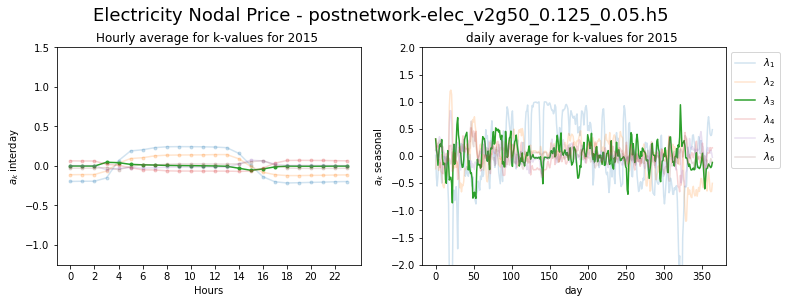 Electricity Nodal Price - postnetwork-elec_v2g50_0.125_0.05.h5
Hourly average for k-values for 2015
daily average for k-values for 2015
1.5
1.0
0.5
0.0
−0.5
−1.0
aₖ interday
0 2 4 6 8 10 12 14 16 18 20 22
Hours
2.0
1.5
1.0
0.5
0.0
−0.5
−1.0
−1.5
−2.0
aₖ seasonal
0 50 100 150 200 250 300 350
day
λ₁
λ₂
λ₃
λ₄
λ₅
λ₆